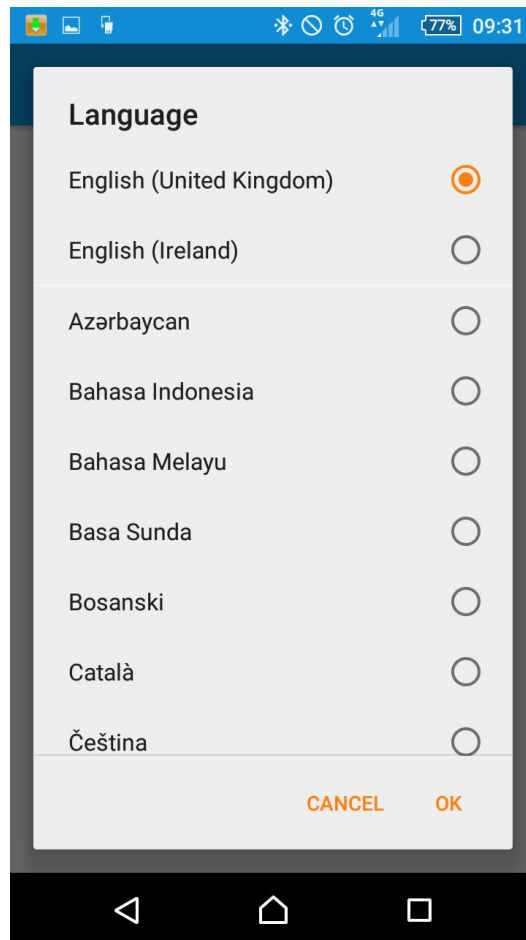 4G
77% 09:31
Language
English (United Kingdom)
English (Ireland)
Azərbaycan
Bahasa Indonesia
Bahasa Melayu
Basa Sunda
Bosanski
Català
Čeština
CANCEL OK